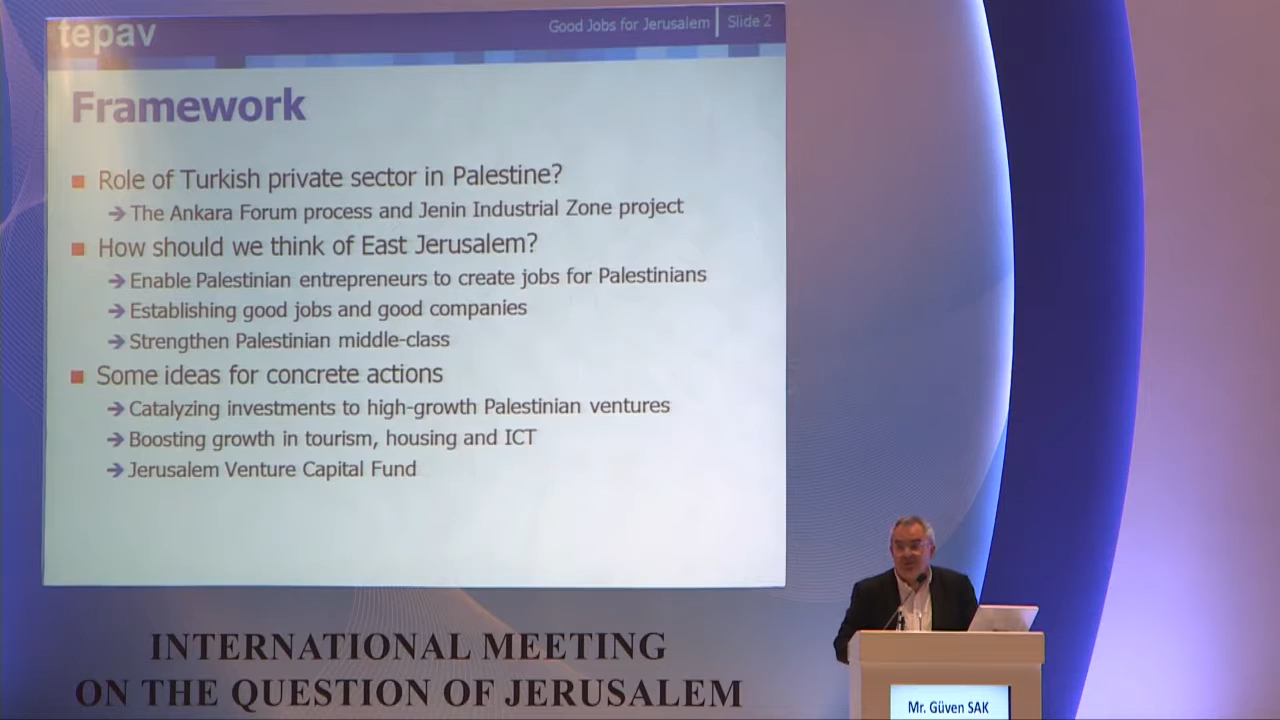 tepav
Good Jobs for Jerusalem | Slide 2
Framework
Role of Turkish private sector in Palestine?
The Ankara Forum process and Jenin Industrial Zone project
How should we think of East Jerusalem?
Enable Palestinian entrepreneurs to create jobs for Palestinians
Establishing good jobs and good companies
Strengthen Palestinian middle-class
Some ideas for concrete actions
Catalyzing investments to high-growth Palestinian ventures
Boosting growth in tourism, housing and ICT
Jerusalem Venture Capital Fund
INTERNATIONAL MEETING
ON THE QUESTION OF JERUSALEM
Mr. Güven SAK